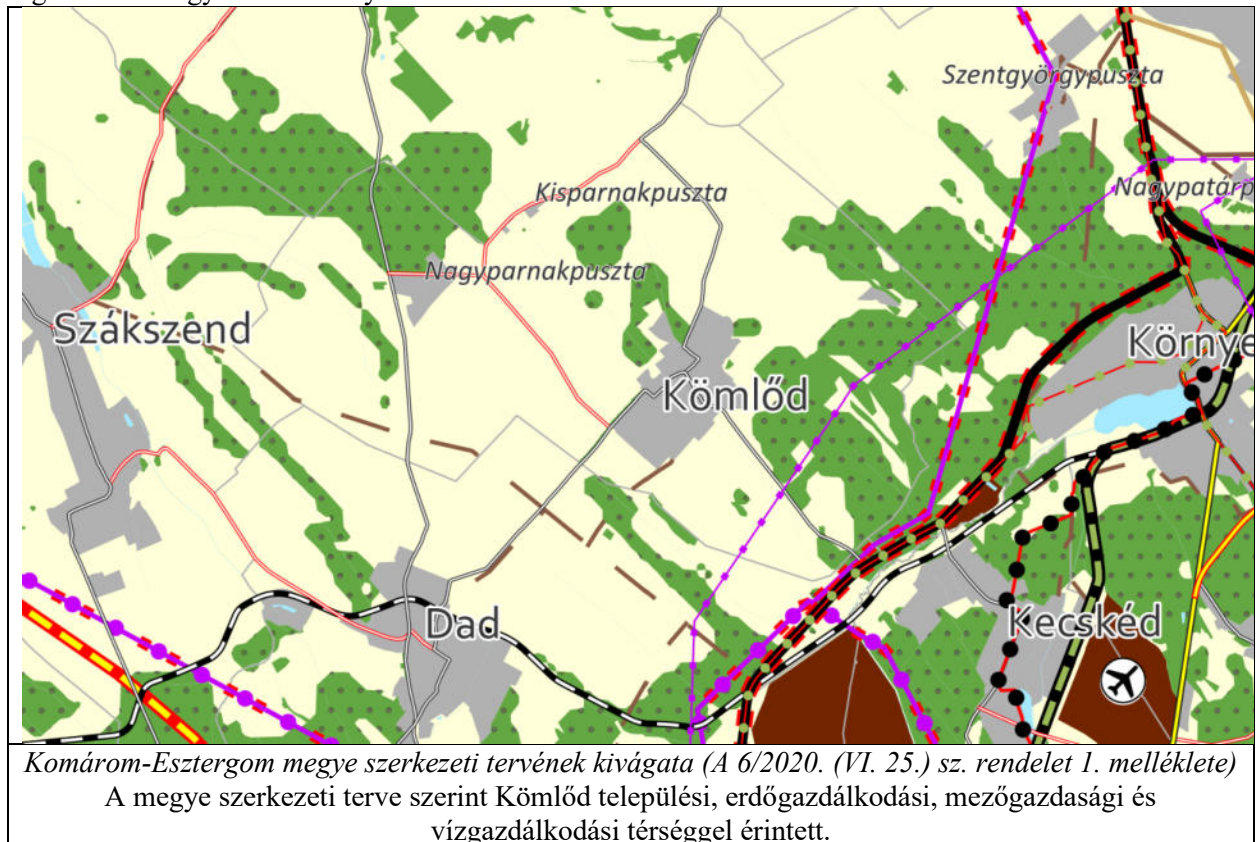 Szentgyörgypuszta
Nagypatárp
Kisparnakpuszta
Nagyparnakpuszta
Szákszend
Környe
Kömlőd
Dad
Kecskéd
Komárom-Esztergom megye szerkezeti tervének kivágata (A 6/2020. (VI. 25.) sz. rendelet 1. melléklete)
A megye szerkezeti terve szerint Kömlőd települési, erdőgazdálkodási, mezőgazdasági és
vízgazdálkodási térséggel érintett.